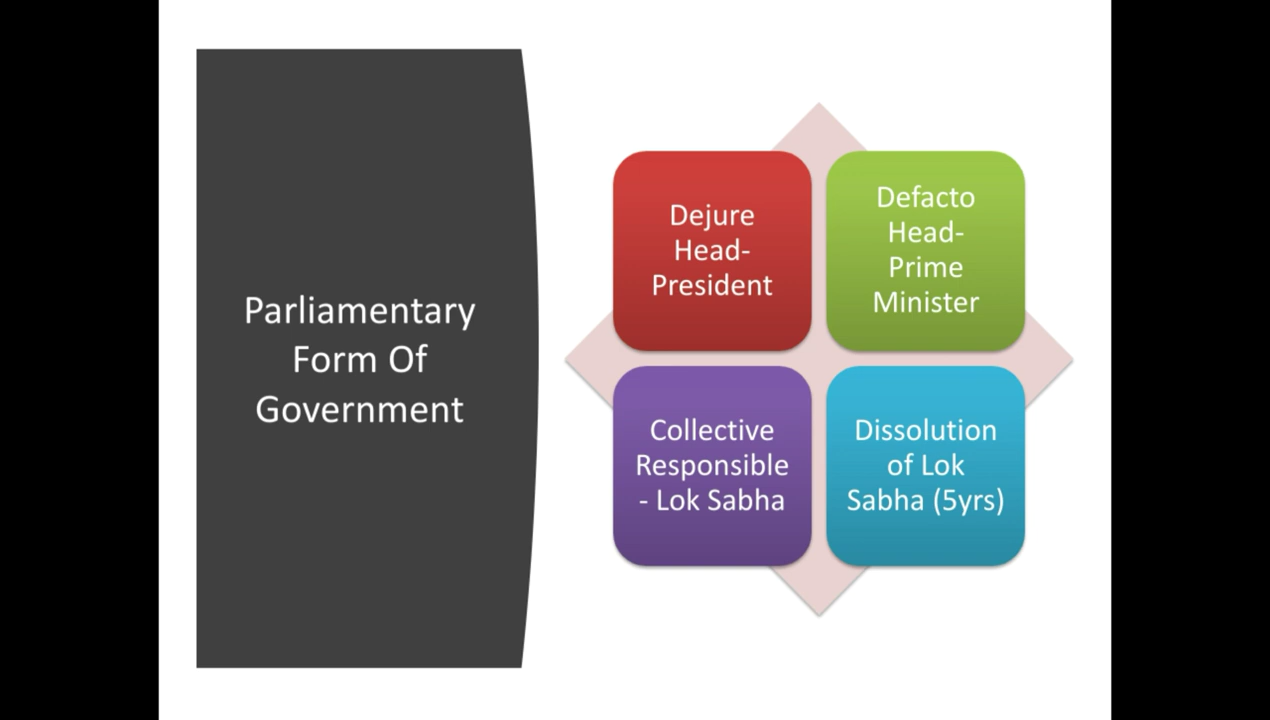 Parliamentary
Form Of
Government
Dejure
Head-
President
Defacto
Head-
Prime
Minister
Collective
Responsible
- Lok Sabha
Dissolution
of Lok
Sabha (5yrs)